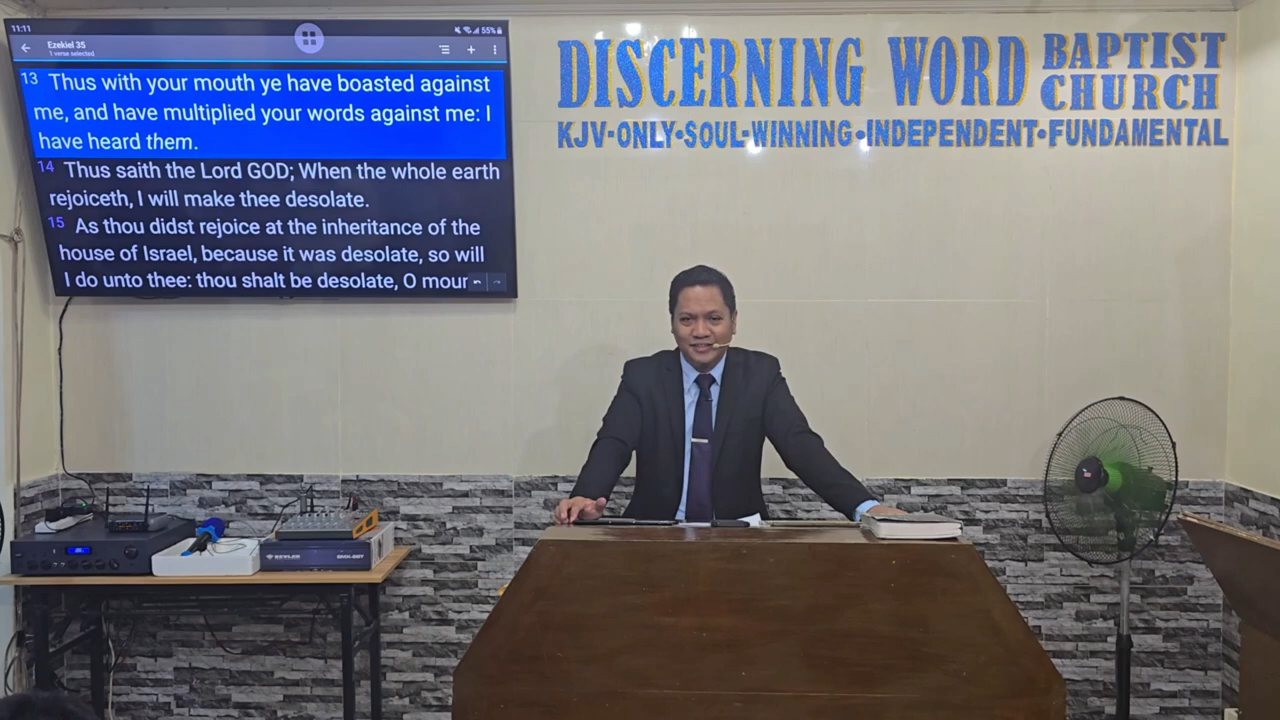 11:11
55%
Ezekiel 35
1 verse selected
13 Thus with your mouth ye have boasted against
me, and have multiplied your words against me: I
have heard them.
14 Thus saith the Lord GOD; When the whole earth
rejoiceth, I will make thee desolate.
15 As thou didst rejoice at the inheritance of the
house of Israel, because it was desolate, so will
I do unto thee: thou shalt be desolate, O moun
DISCERNING WORD BAPTIST
CHURCH
KJV-ONLY•SOUL-WINNING•INDEPENDENT•FUNDAMENTAL